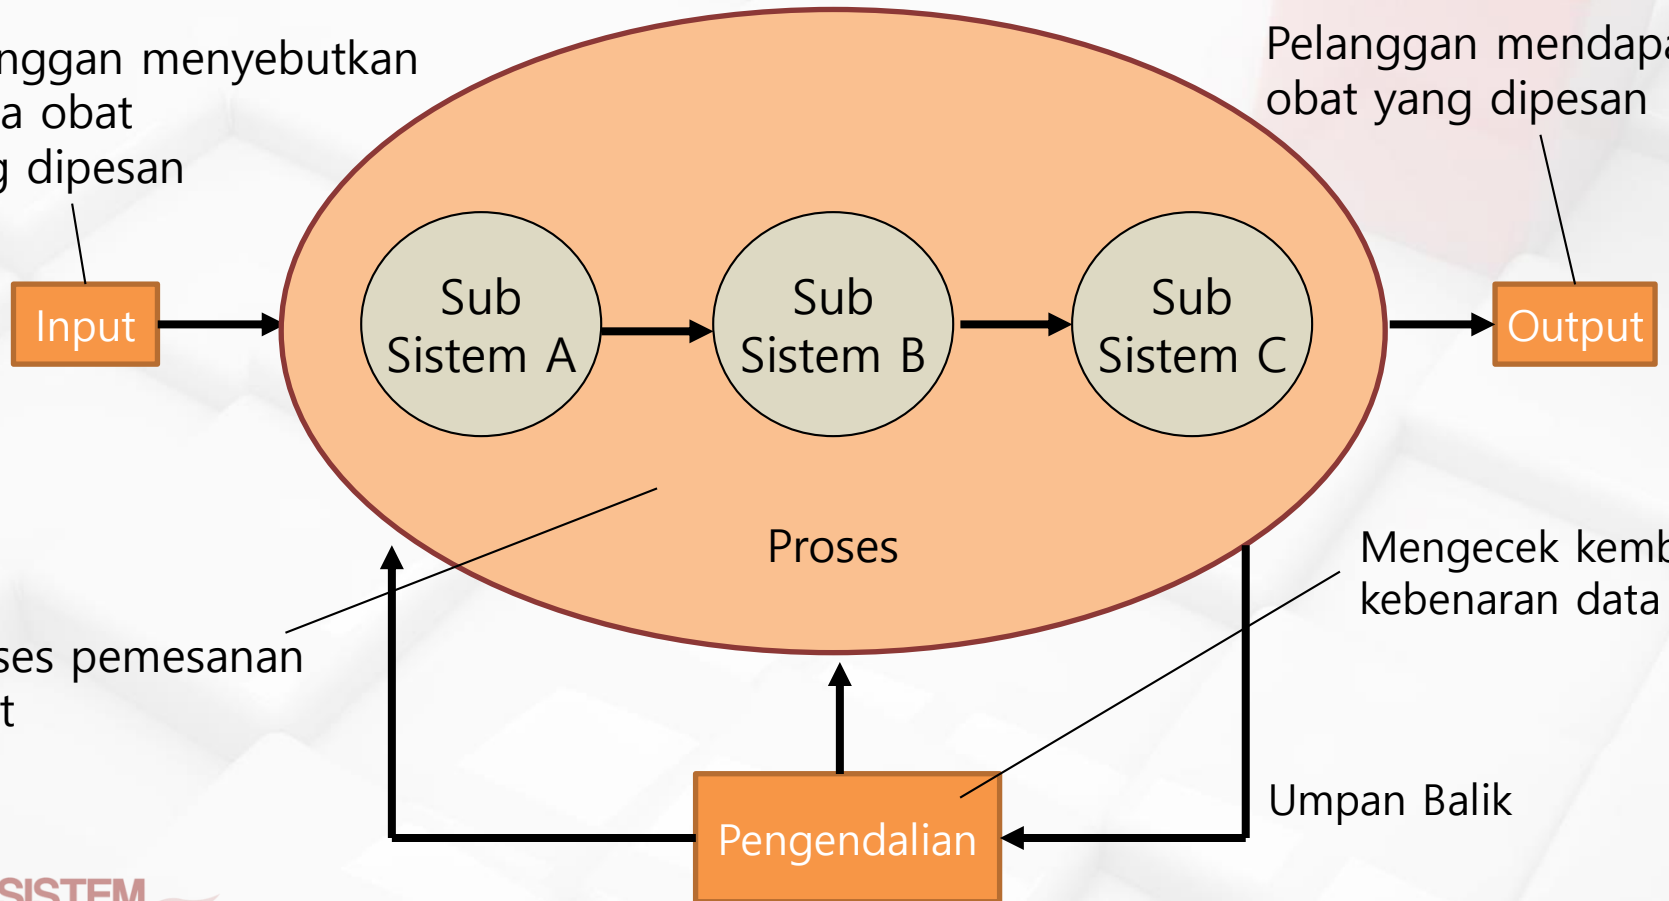 nggan menyebutkan
a obat
g dipesan
Pelanggan mendapa
obat yang dipesan
Input
Sub
Sistem A
Sub
Sistem B
Sub
Sistem C
Output
Proses
Mengecek kemb
kebenaran data
ses pemesanan
t
Umpan Balik
Pengendalian
SISTEM